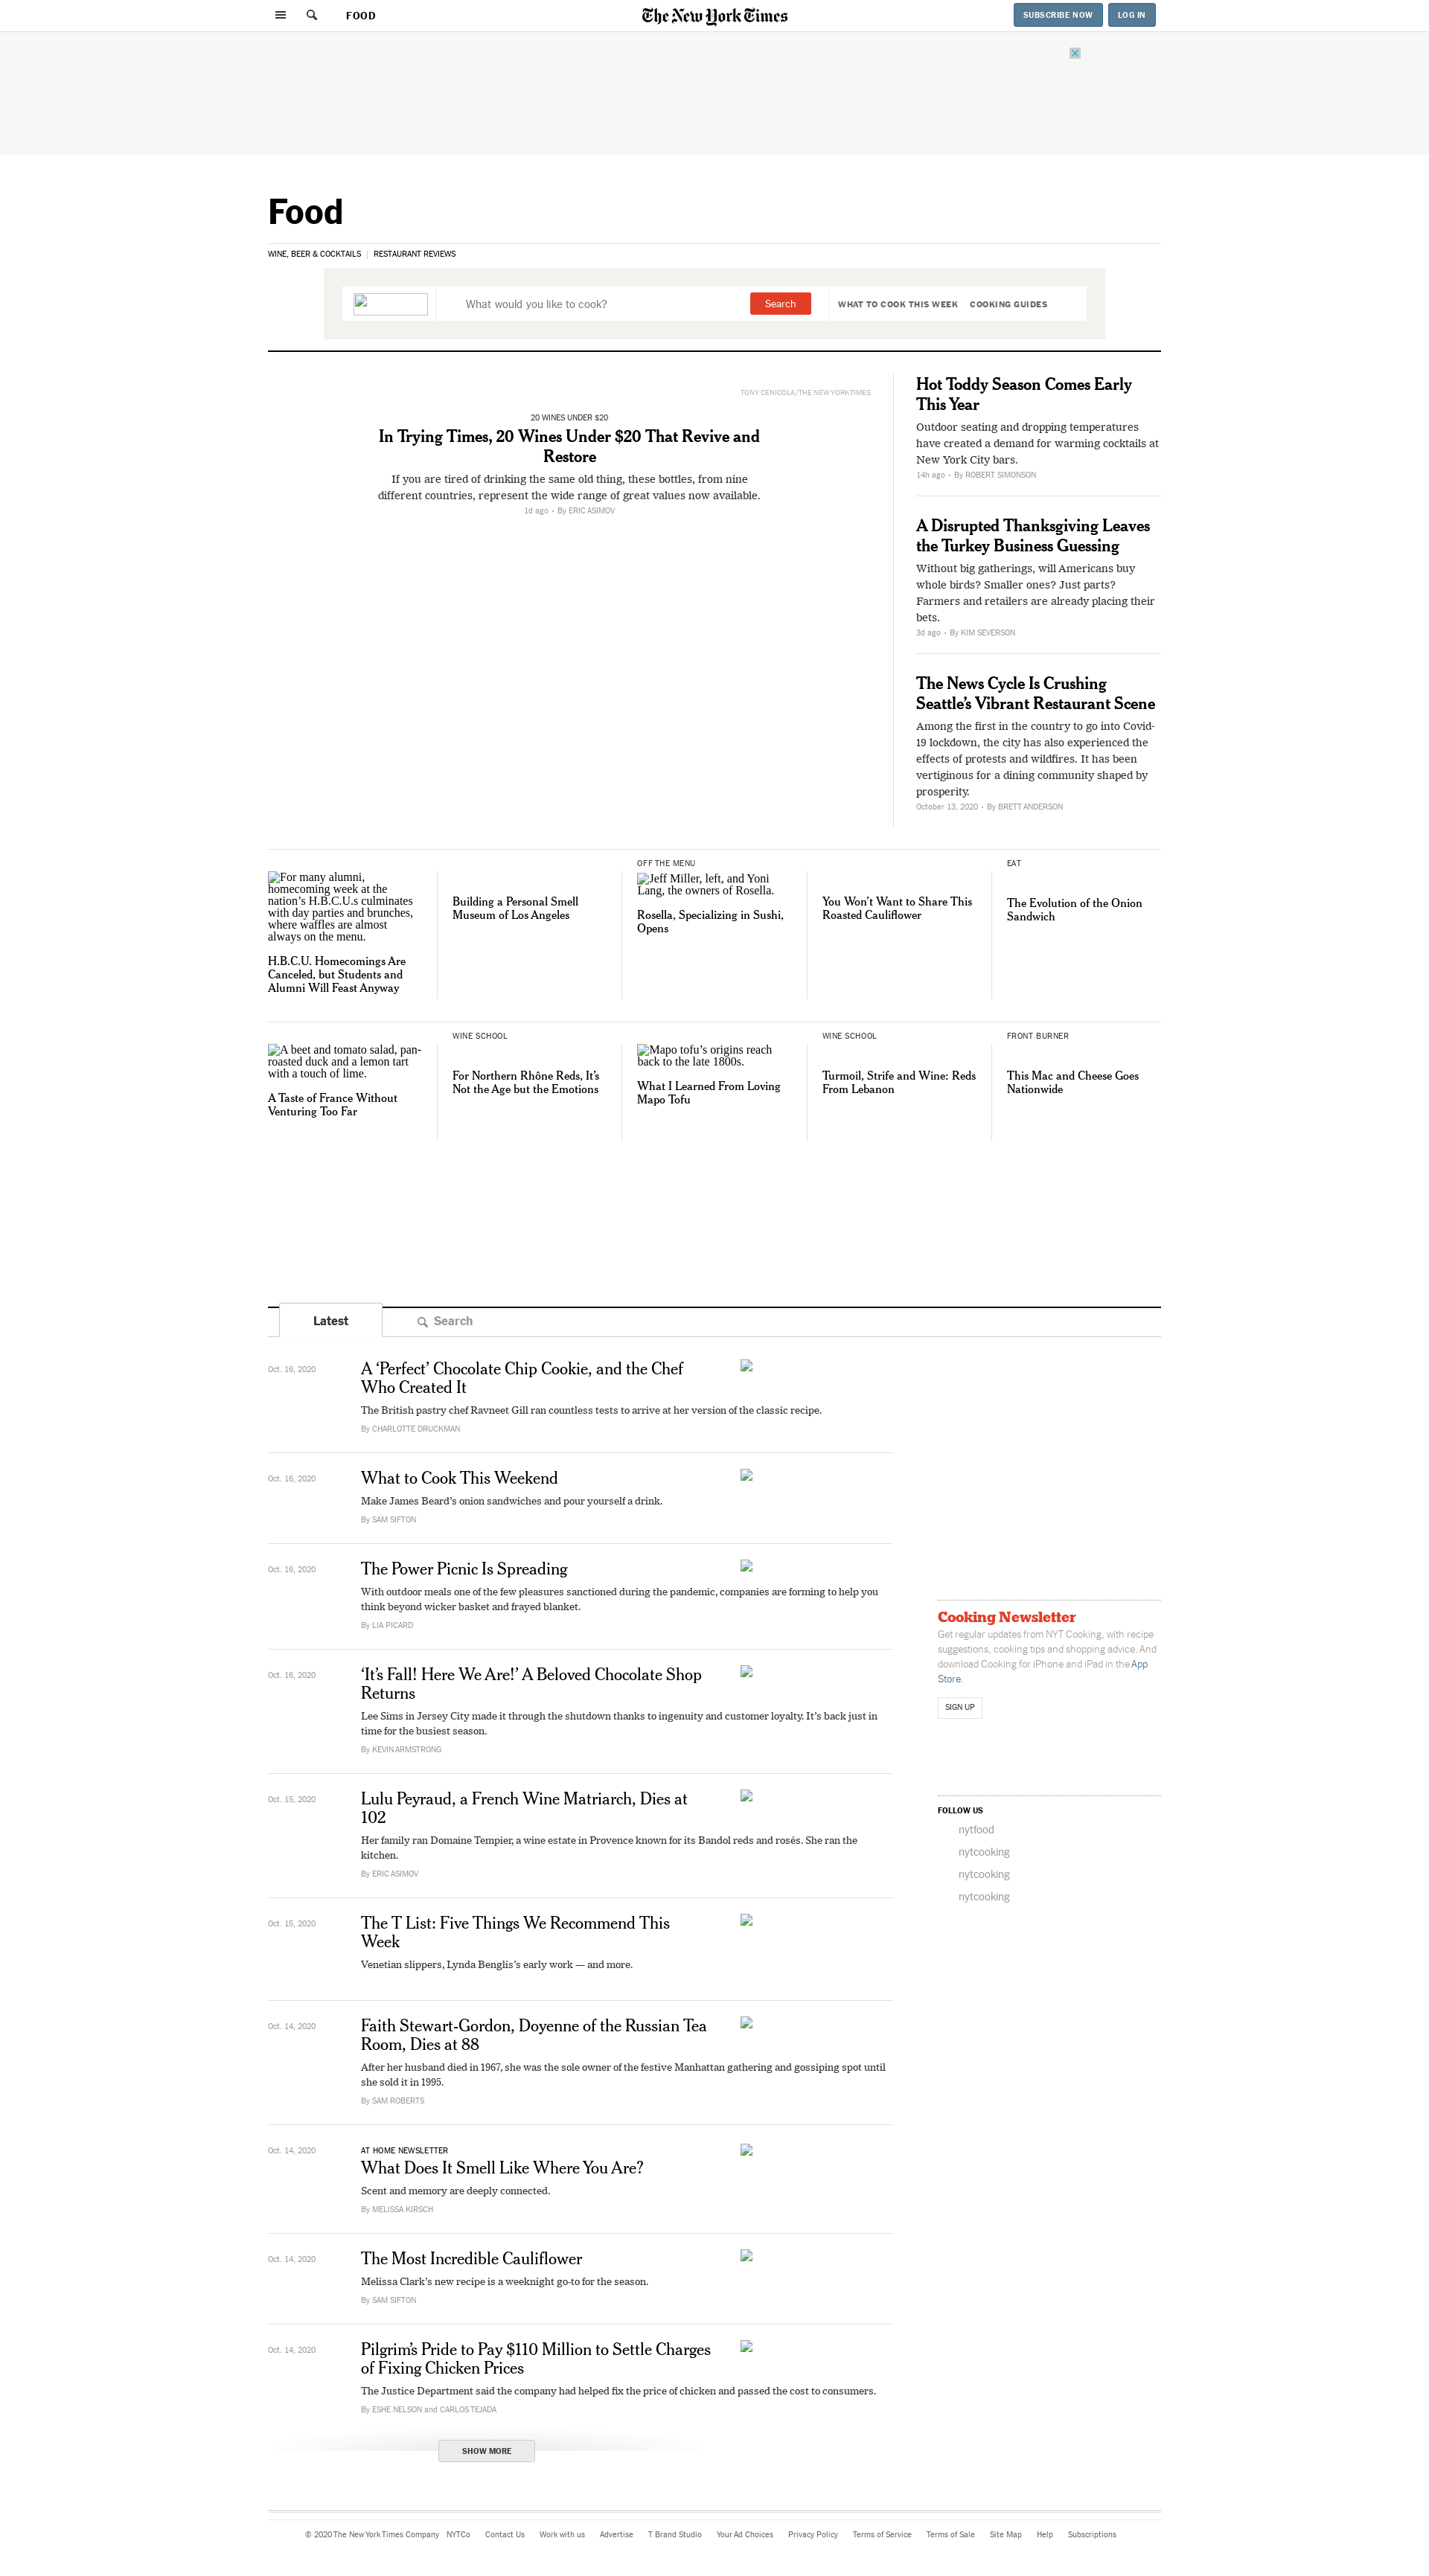 FOOD
The New York Times
SUBSCRIBE NOW
LOG IN
Food
WINE, BEER & COCKTAILS | RESTAURANT REVIEWS
What would you like to cook?
Search
WHAT TO COOK THIS WEEK
COOKING GUIDES
TONY CENICOLA/THE NEW YORK TIMES
20 WINES UNDER $20
In Trying Times, 20 Wines Under $20 That Revive and
Restore
If you are tired of drinking the same old thing, these bottles, from nine
different countries, represent the wide range of great values now available.
1d ago • By ERIC ASIMOV
Hot Toddy Season Comes Early
This Year
Outdoor seating and dropping temperatures
have created a demand for warming cocktails at
New York City bars.
14h ago • By ROBERT SIMONSON
A Disrupted Thanksgiving Leaves
the Turkey Business Guessing
Without big gatherings, will Americans buy
whole birds? Smaller ones? Just parts?
Farmers and retailers are already placing their
bets.
3d ago • By KIM SEVERSON
The News Cycle Is Crushing
Seattle’s Vibrant Restaurant Scene
Among the first in the country to go into Covid-
19 lockdown, the city has also experienced the
effects of protests and wildfires. It has been
vertiginous for a dining community shaped by
prosperity.
October 13, 2020 • By BRETT ANDERSON
For many alumni,
homecoming week at the
nation’s H.B.C.U.s culminates
with day parties and brunches,
where waffles are almost
always on the menu.
H.B.C.U. Homecomings Are
Canceled, but Students and
Alumni Will Feast Anyway
Building a Personal Smell
Museum of Los Angeles
OFF THE MENU
Jeff Miller, left, and Yoni
Lang, the owners of Rosella.
Rosella, Specializing in Sushi,
Opens
You Won’t Want to Share This
Roasted Cauliflower
EAT
The Evolution of the Onion
Sandwich
A beet and tomato salad, pan-
roasted duck and a lemon tart
with a touch of lime.
A Taste of France Without
Venturing Too Far
WINE SCHOOL
For Northern Rhône Reds, It’s
Not the Age but the Emotions
Mapo tofu’s origins reach
back to the late 1800s.
What I Learned From Loving
Mapo Tofu
WINE SCHOOL
Turmoil, Strife and Wine: Reds
From Lebanon
FRONT BURNER
This Mac and Cheese Goes
Nationwide
Latest
Search
Oct. 16, 2020
A ‘Perfect’ Chocolate Chip Cookie, and the Chef
Who Created It
The British pastry chef Ravneet Gill ran countless tests to arrive at her version of the classic recipe.
By CHARLOTTE DRUCKMAN
Oct. 16, 2020
What to Cook This Weekend
Make James Beard’s onion sandwiches and pour yourself a drink.
By SAM SIFTON
Oct. 16, 2020
The Power Picnic Is Spreading
With outdoor meals one of the few pleasures sanctioned during the pandemic, companies are forming to help you
think beyond wicker basket and frayed blanket.
By LIA PICARD
Oct. 16, 2020
‘It’s Fall! Here We Are!’ A Beloved Chocolate Shop
Returns
Lee Sims in Jersey City made it through the shutdown thanks to ingenuity and customer loyalty. It’s back just in
time for the busiest season.
By KEVIN ARMSTRONG
Oct. 15, 2020
Lulu Peyraud, a French Wine Matriarch, Dies at
102
Her family ran Domaine Tempier, a wine estate in Provence known for its Bandol reds and rosés. She ran the
kitchen.
By ERIC ASIMOV
Oct. 15, 2020
The T List: Five Things We Recommend This
Week
Venetian slippers, Lynda Benglis’s early work — and more.
Oct. 14, 2020
Faith Stewart-Gordon, Doyenne of the Russian Tea
Room, Dies at 88
After her husband died in 1967, she was the sole owner of the festive Manhattan gathering and gossiping spot until
she sold it in 1995.
By SAM ROBERTS
Oct. 14, 2020
AT HOME NEWSLETTER
What Does It Smell Like Where You Are?
Scent and memory are deeply connected.
By MELISSA KIRSCH
Oct. 14, 2020
The Most Incredible Cauliflower
Melissa Clark’s new recipe is a weeknight go-to for the season.
By SAM SIFTON
Oct. 14, 2020
Pilgrim’s Pride to Pay $110 Million to Settle Charges
of Fixing Chicken Prices
The Justice Department said the company had helped fix the price of chicken and passed the cost to consumers.
By ESHE NELSON and CARLOS TEJADA
SHOW MORE
Cooking Newsletter
Get regular updates from NYT Cooking, with recipe
suggestions, cooking tips and shopping advice. And
download Cooking for iPhone and iPad in the App
Store.
SIGN UP
FOLLOW US
nytfood
nytcooking
nytcooking
nytcooking
© 2020 The New York Times Company NYTCo Contact Us Work with us Advertise T Brand Studio Your Ad Choices Privacy Policy Terms of Service Terms of Sale Site Map Help Subscriptions